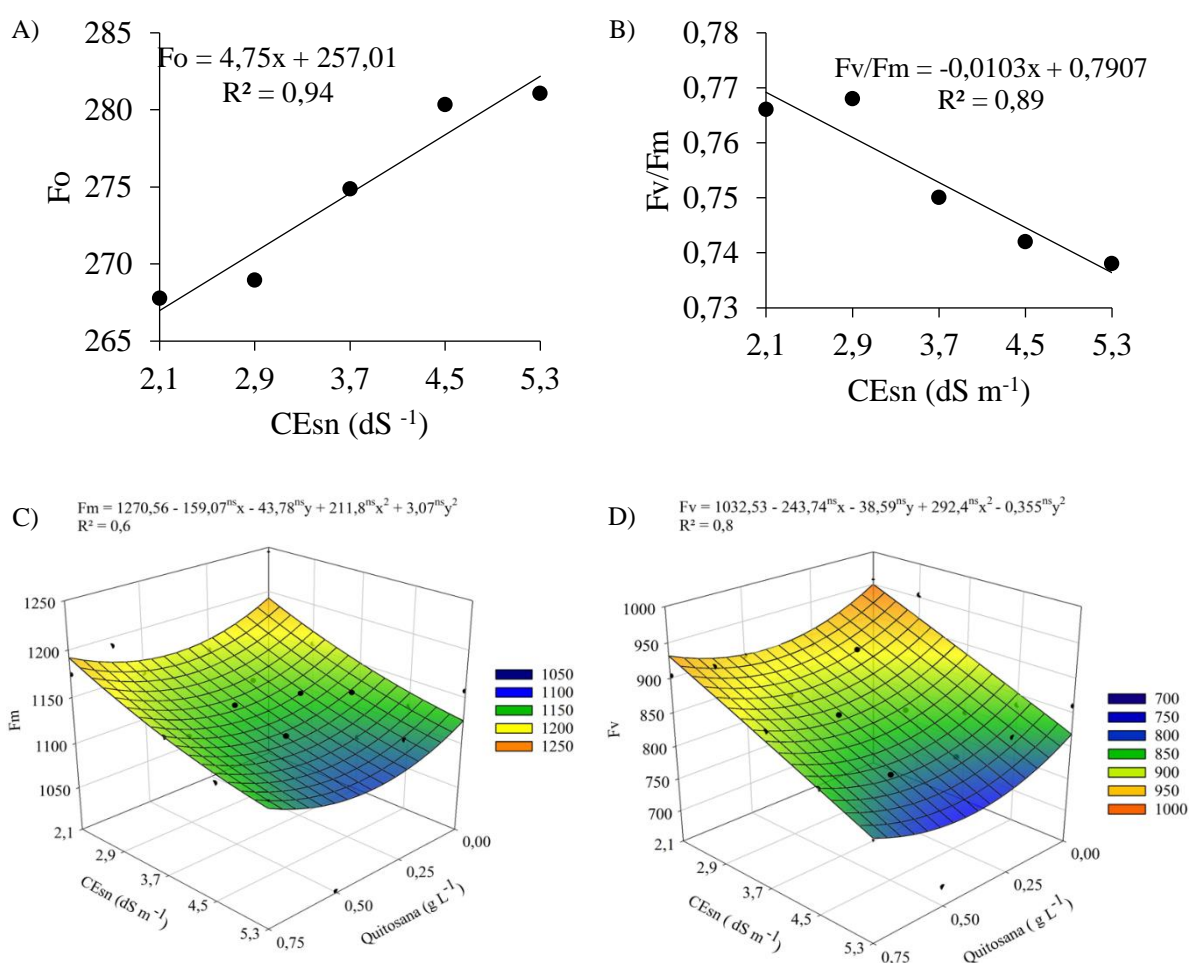 A)
Fo = 4,75x + 257,01
R² = 0,94
285
280
275
270
265
Fo
2,1 2,9 3,7 4,5 5,3
CEsn (dS ⁻¹)
B)
Fv/Fm = -0,0103x + 0,7907
R² = 0,89
0,78
0,77
0,76
0,75
0,74
0,73
Fv/Fm
2,1 2,9 3,7 4,5 5,3
CEsn (dS m⁻¹)
C)
Fm = 1270,56 - 159,07ⁿˢx - 43,78ⁿˢy + 211,8ⁿˢx² + 3,07ⁿˢy²
R² = 0,6
1250
1200
1150
1100
1050
Fm
2,1
2,9
3,7
4,5
5,3
CEsn (dS m⁻¹)
0,00
0,25
0,50
0,75
Quitosana (g L⁻¹)
1050
1100
1150
1200
1250
D)
Fv = 1032,53 - 243,74ⁿˢx - 38,59ⁿˢy + 292,4ⁿˢx² - 0,355ⁿˢy²
R² = 0,8
1000
950
900
850
800
750
700
Fv
2,1
2,9
3,7
4,5
5,3
CEsn ( dS m⁻¹)
0,00
0,25
0,50
0,75
Quitosana ( g L⁻¹)
700
750
800
850
900
950
1000